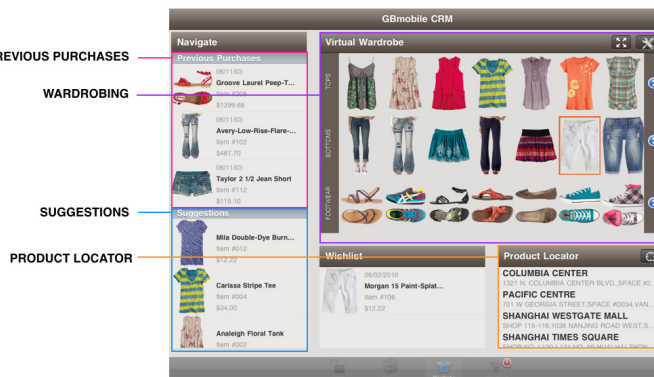 GBmobile CRM
Navigate
Virtual Wardrobe
PREVIOUS PURCHASES
WARDROBING
SUGGESTIONS
PRODUCT LOCATOR
Previous Purchases
06/11/03
Groove Laurel Peep-T...
Item #208
$1399.68
06/11/03
Avery-Low-Rise-Flare-...
Item #102
$487.70
06/11/03
Taylor 2 1/2 Jean Short
Item #112
$115.10
Suggestions
Mila Double-Dye Burn...
Item #012
$12.22
Carissa Stripe Tee
Item #004
$34.00
Analeigh Floral Tank
Item #002
TOPS
BOTTOMS
FOOTWEAR
Wishlist
06/02/2010
Morgan 15 Paint-Splat...
Item #106
$12.22
Product Locator
COLUMBIA CENTER
1321 N. COLUMBIA CENTER BLVD.,SPACE #2...
PACIFIC CENTRE
701 W GEORGIA STREET,SPACE #D034,VAN...
SHANGHAI WESTGATE MALL
SHOP 115-116,1038 NANJING ROAD WEST,S...
SHANGHAI TIMES SQUARE